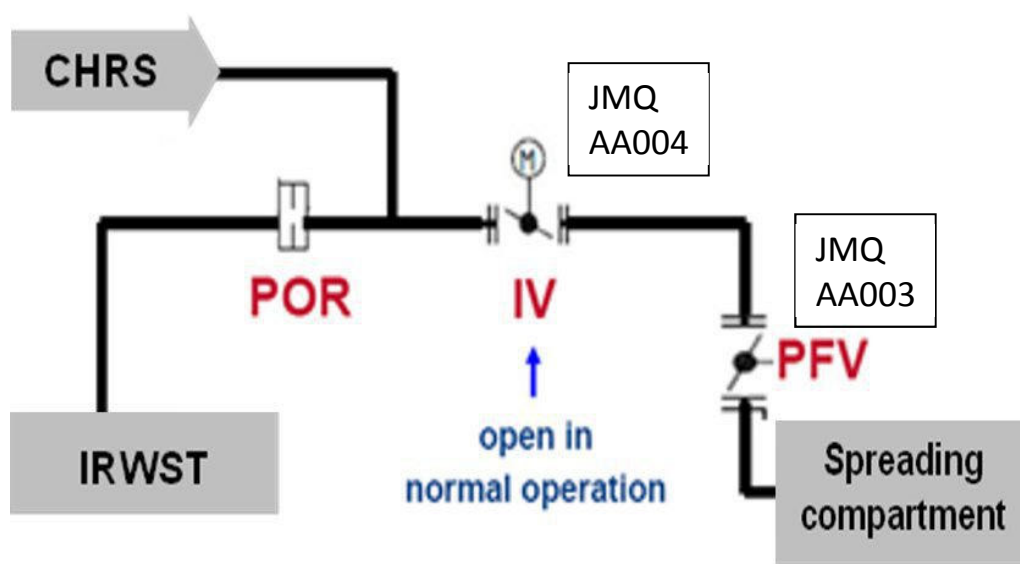 CHRS
JMQ
AA004
M
JMQ
AA003
POR
IV
PFV
open in
normal operation
IRWST
Spreading
compartment